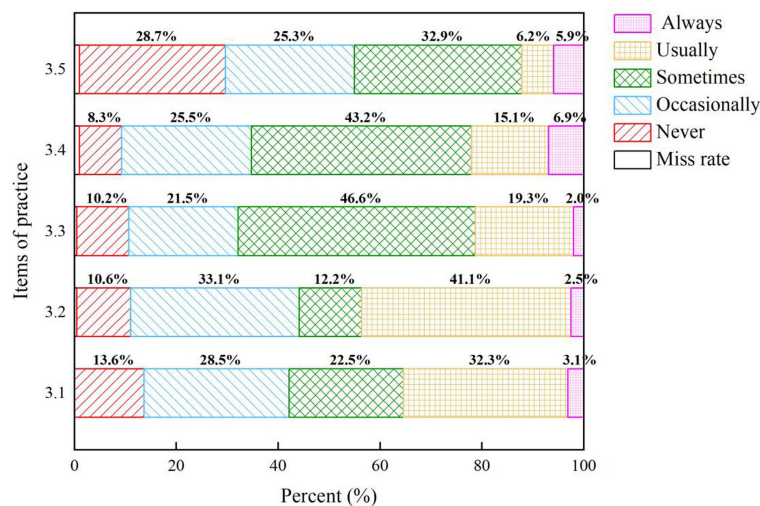 28.7% 25.3% 32.9% 6.2% 5.9%
3.5
8.3% 25.5% 43.2% 15.1% 6.9%
3.4
10.2% 21.5% 46.6% 19.3% 2.0%
3.3
10.6% 33.1% 12.2% 41.1% 2.5%
3.2
13.6% 28.5% 22.5% 32.3% 3.1%
3.1
Items of practice
0 20 40 60 80 100
Percent (%)
Always
Usually
Sometimes
Occasionally
Never
Miss rate